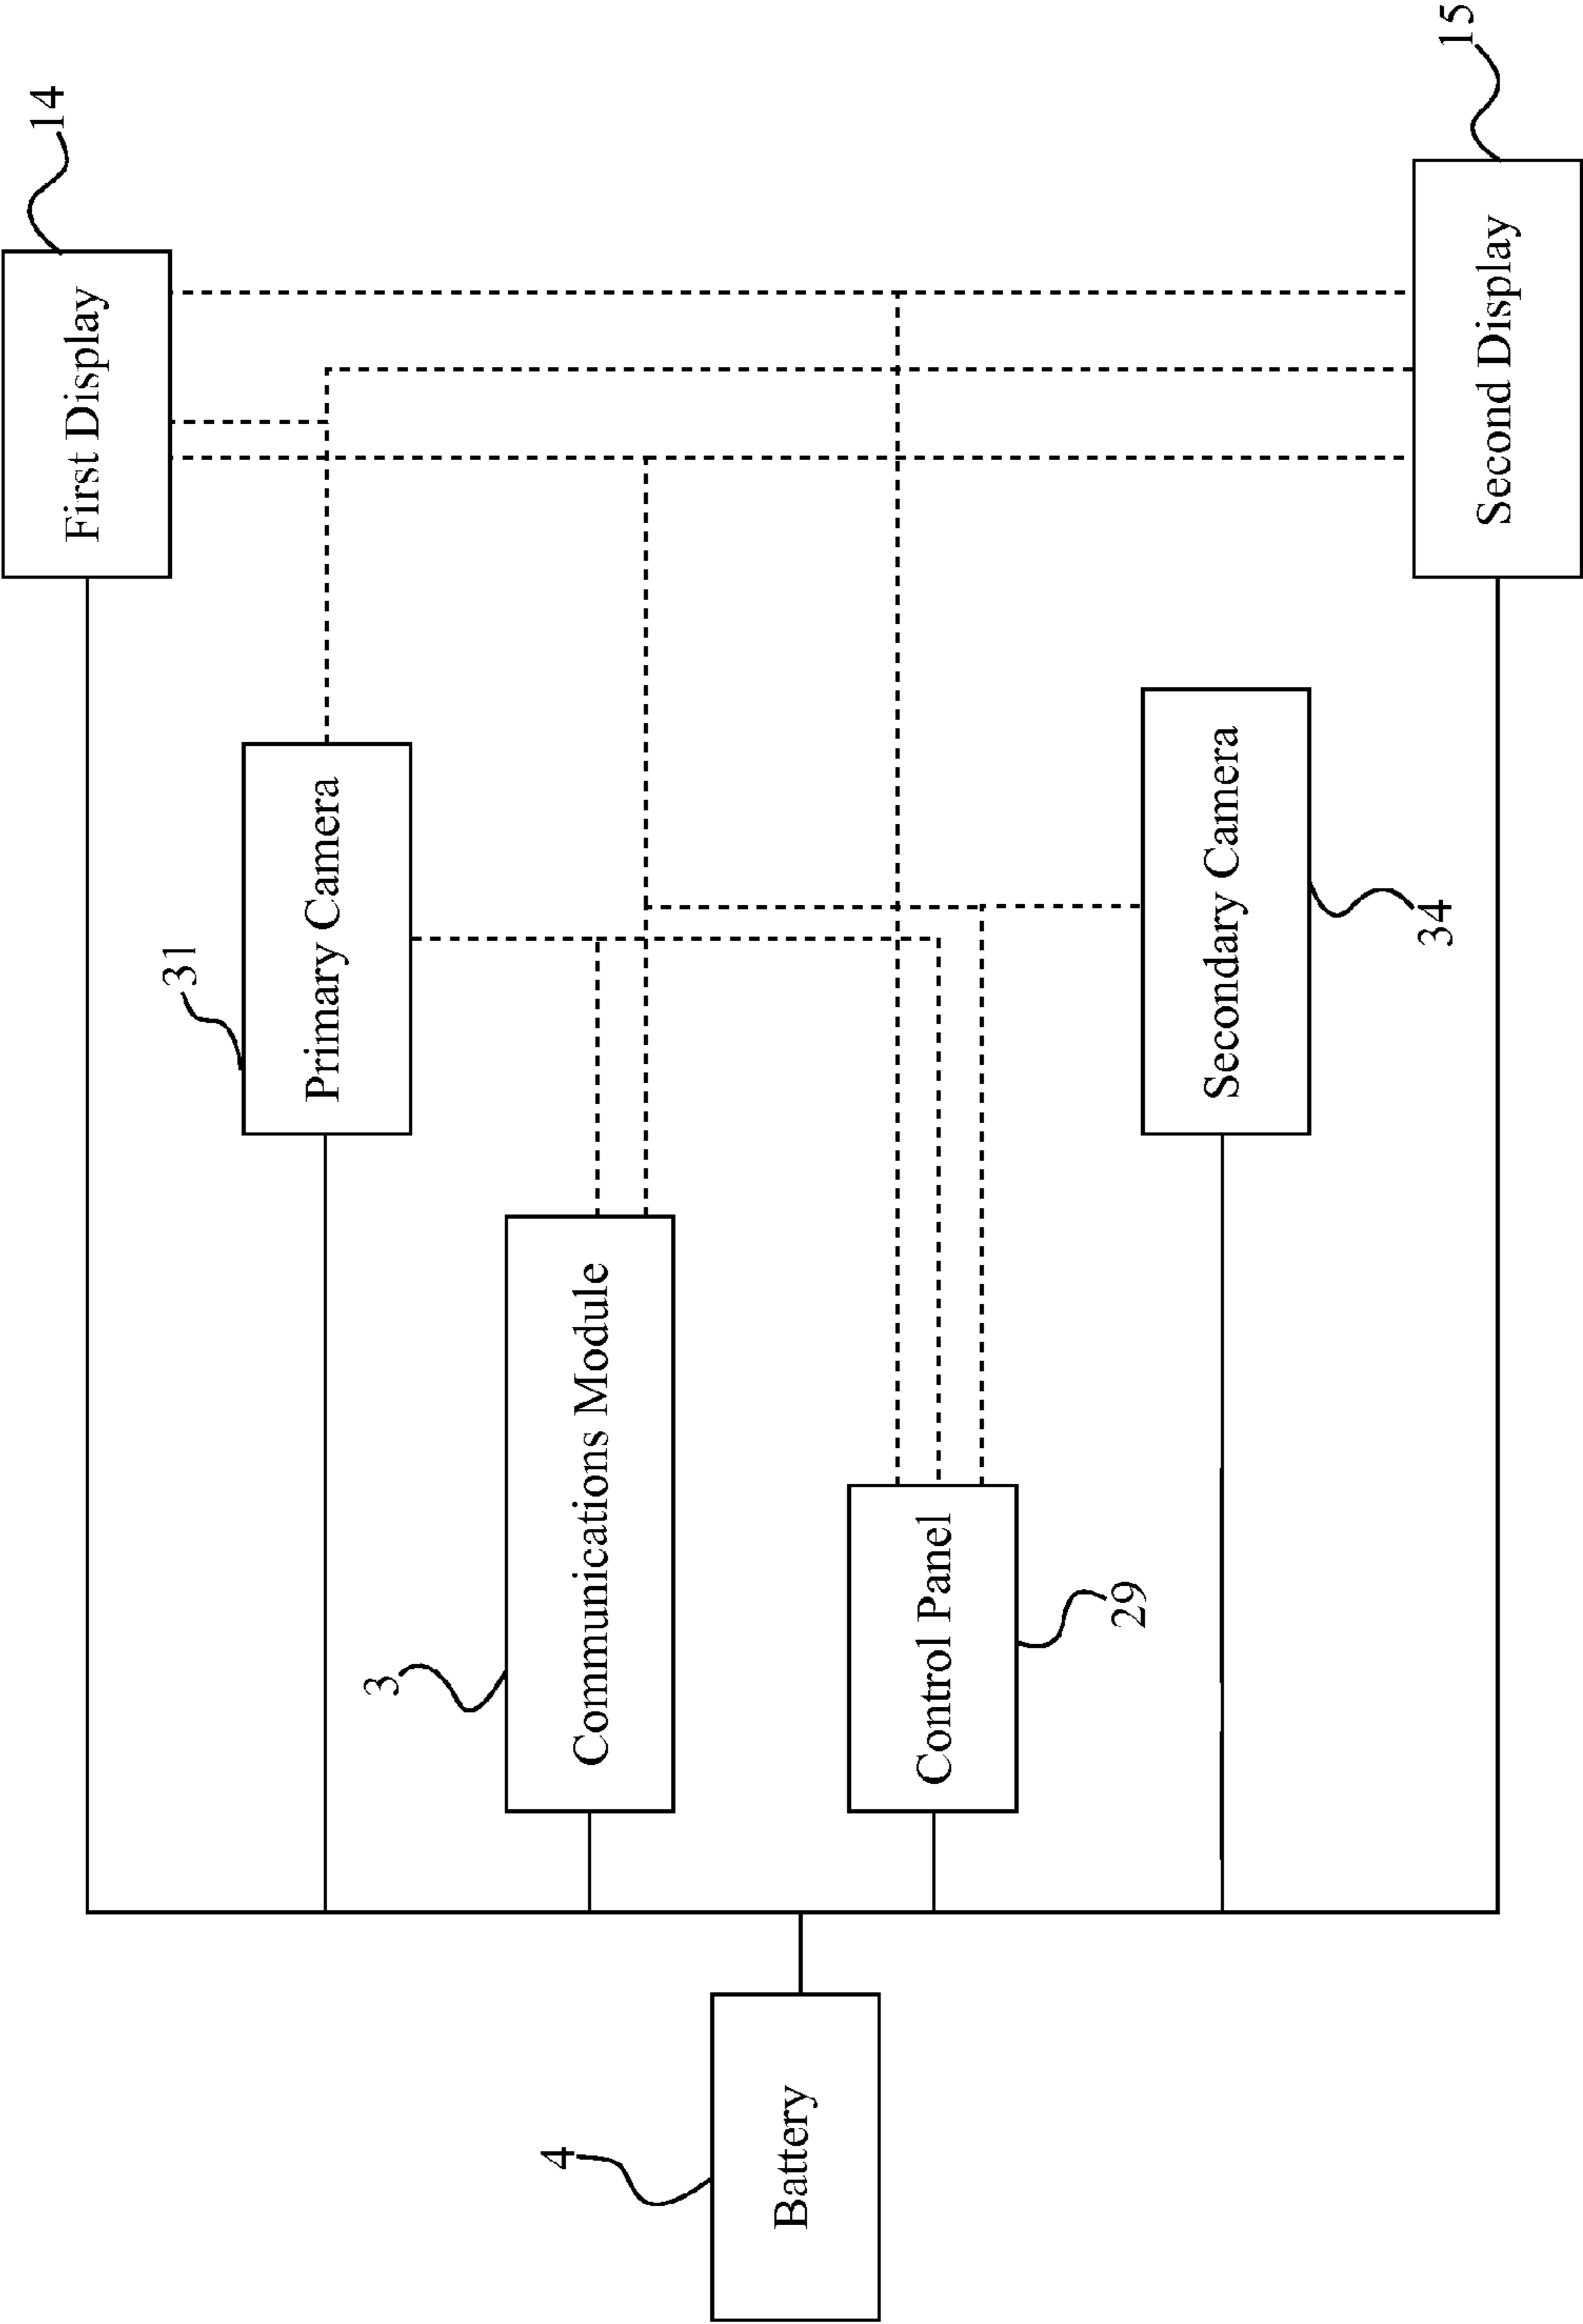 14
First Display
31
Primary Camera
3
4
Communications Module
Battery
Control Panel
29
Secondary Camera
34
15
Second Display